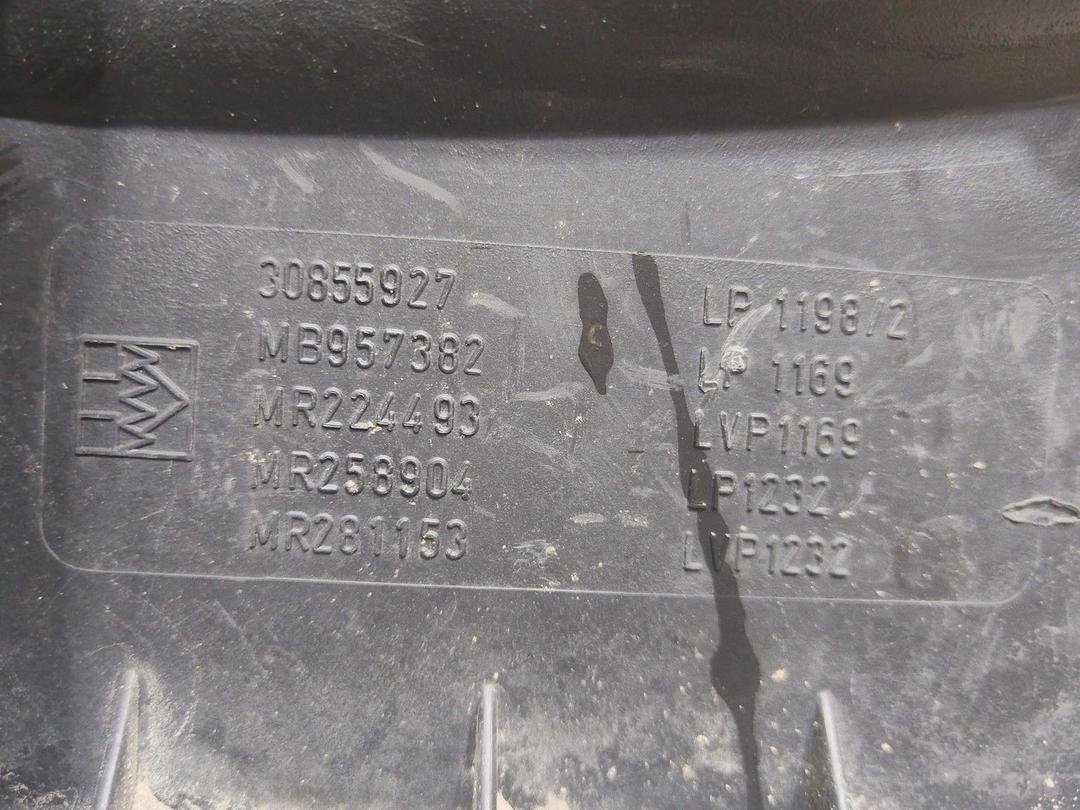 30855927
MB957382
MR224493
MR258904
MR281153
LP 1198/2
LP 1169
LVP1169
LP1232
LVP1232